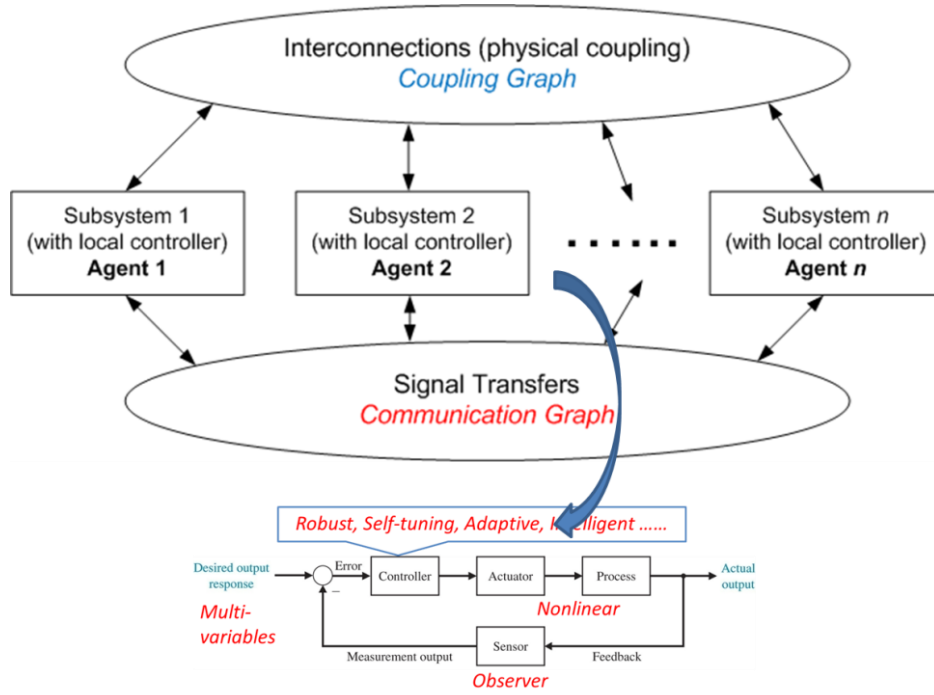 Interconnections (physical coupling)
Coupling Graph
Subsystem 1
(with local controller)
Agent 1
Subsystem 2
(with local controller)
Agent 2
......
Subsystem n
(with local controller)
Agent n
Signal Transfers
Communication Graph
Robust, Self-tuning, Adaptive, Intelligent ......
Desired output
response
Error
−
Controller
Actuator
Process
Actual
output
Multi-
variables
Nonlinear
Sensor
Measurement output
Feedback
Observer